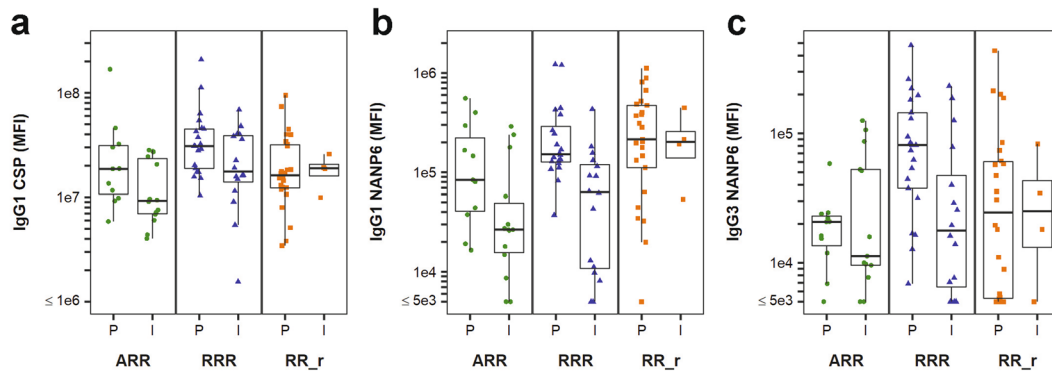 a
IgG1 CSP (MFI)
1e8
1e7
≤ 1e6
P I P I P I
ARR RRR RR_r
b
IgG1 NANP6 (MFI)
1e6
1e5
1e4
≤ 5e3
P I P I P I
ARR RRR RR_r
c
IgG3 NANP6 (MFI)
1e5
1e4
≤ 5e3
P I P I P I
ARR RRR RR_r